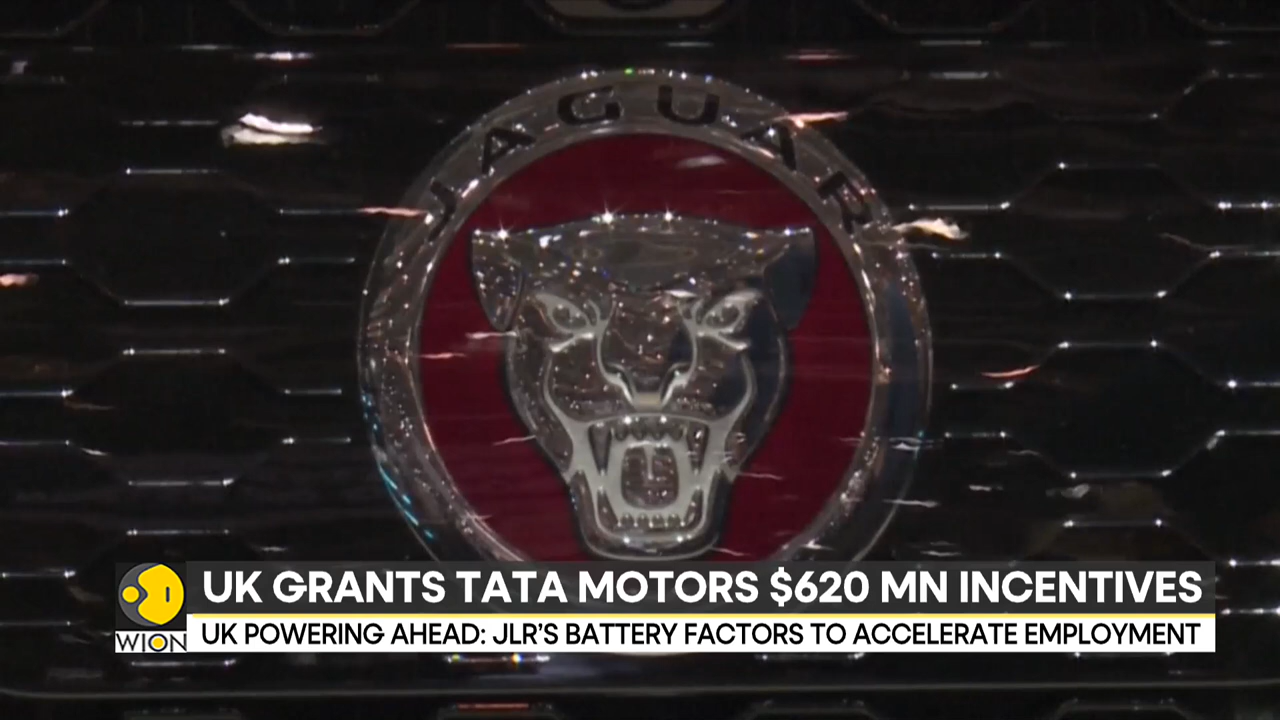 JAGUAR
UK GRANTS TATA MOTORS $620 MN INCENTIVES
WION
UK POWERING AHEAD: JLR'S BATTERY FACTORS TO ACCELERATE EMPLOYMENT